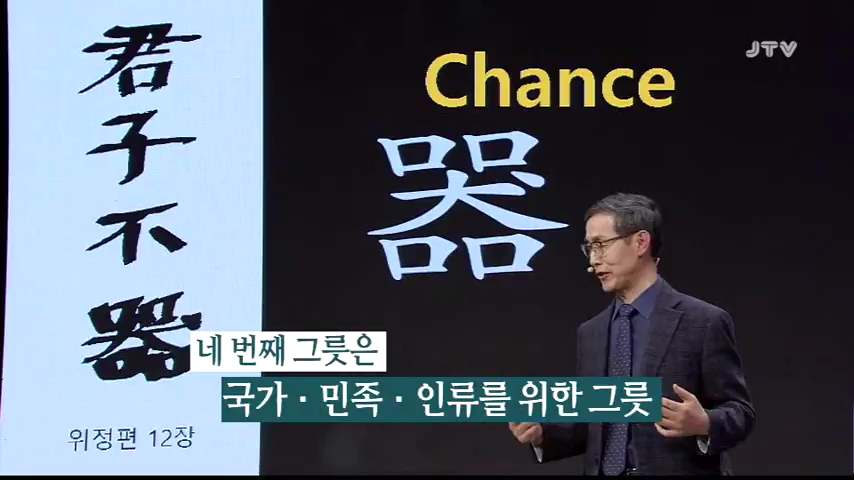 君子不器
위정편 12장
Chance
器
JTV
네 번째 그릇은
국가·민족·인류를 위한 그릇